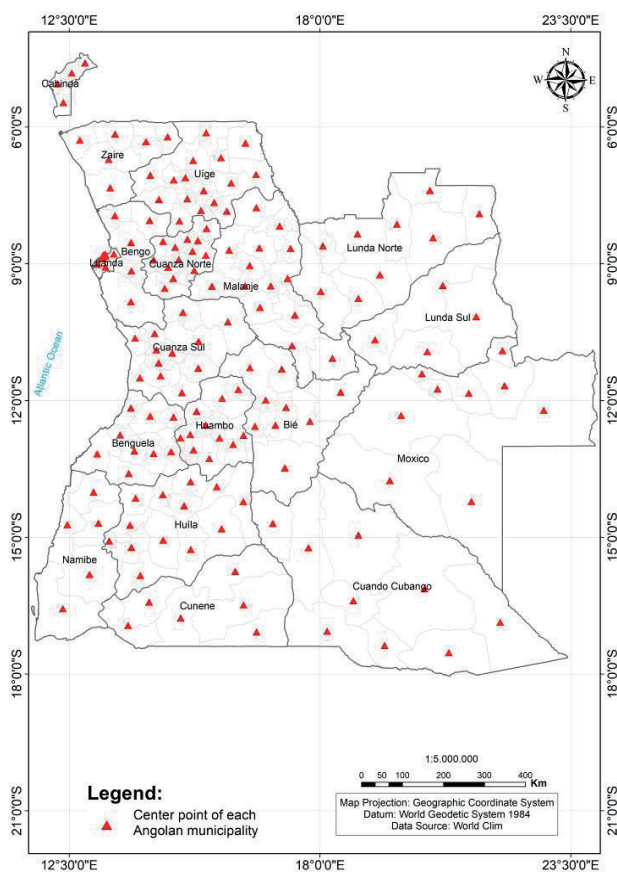 12°30'0"E
18°0'0"E
23°30'0"E
N
W
E
S
Cabinda
6°0'0"S
6°0'0"S
Zaire
Uíge
Lunda Norte
Bengo
Luanda
Cuanza Norte
9°0'0"S
9°0'0"S
Malanje
Lunda Sul
Atlantic Ocean
Cuanza Sul
12°0'0"S
12°0'0"S
Huambo
Bié
Benguela
Moxico
Huíla
15°0'0"S
15°0'0"S
Namibe
Cuando Cubango
Cunene
18°0'0"S
18°0'0"S
1:5.000.000
0 50 100 200 300 400
Km
Legend:
Center point of each
Angolan municipality
Map Projection: Geographic Coordinate System
Datum: World Geodetic System 1984
Data Source: World Clim
21°0'0"S
21°0'0"S
12°30'0"E
18°0'0"E
23°30'0"E